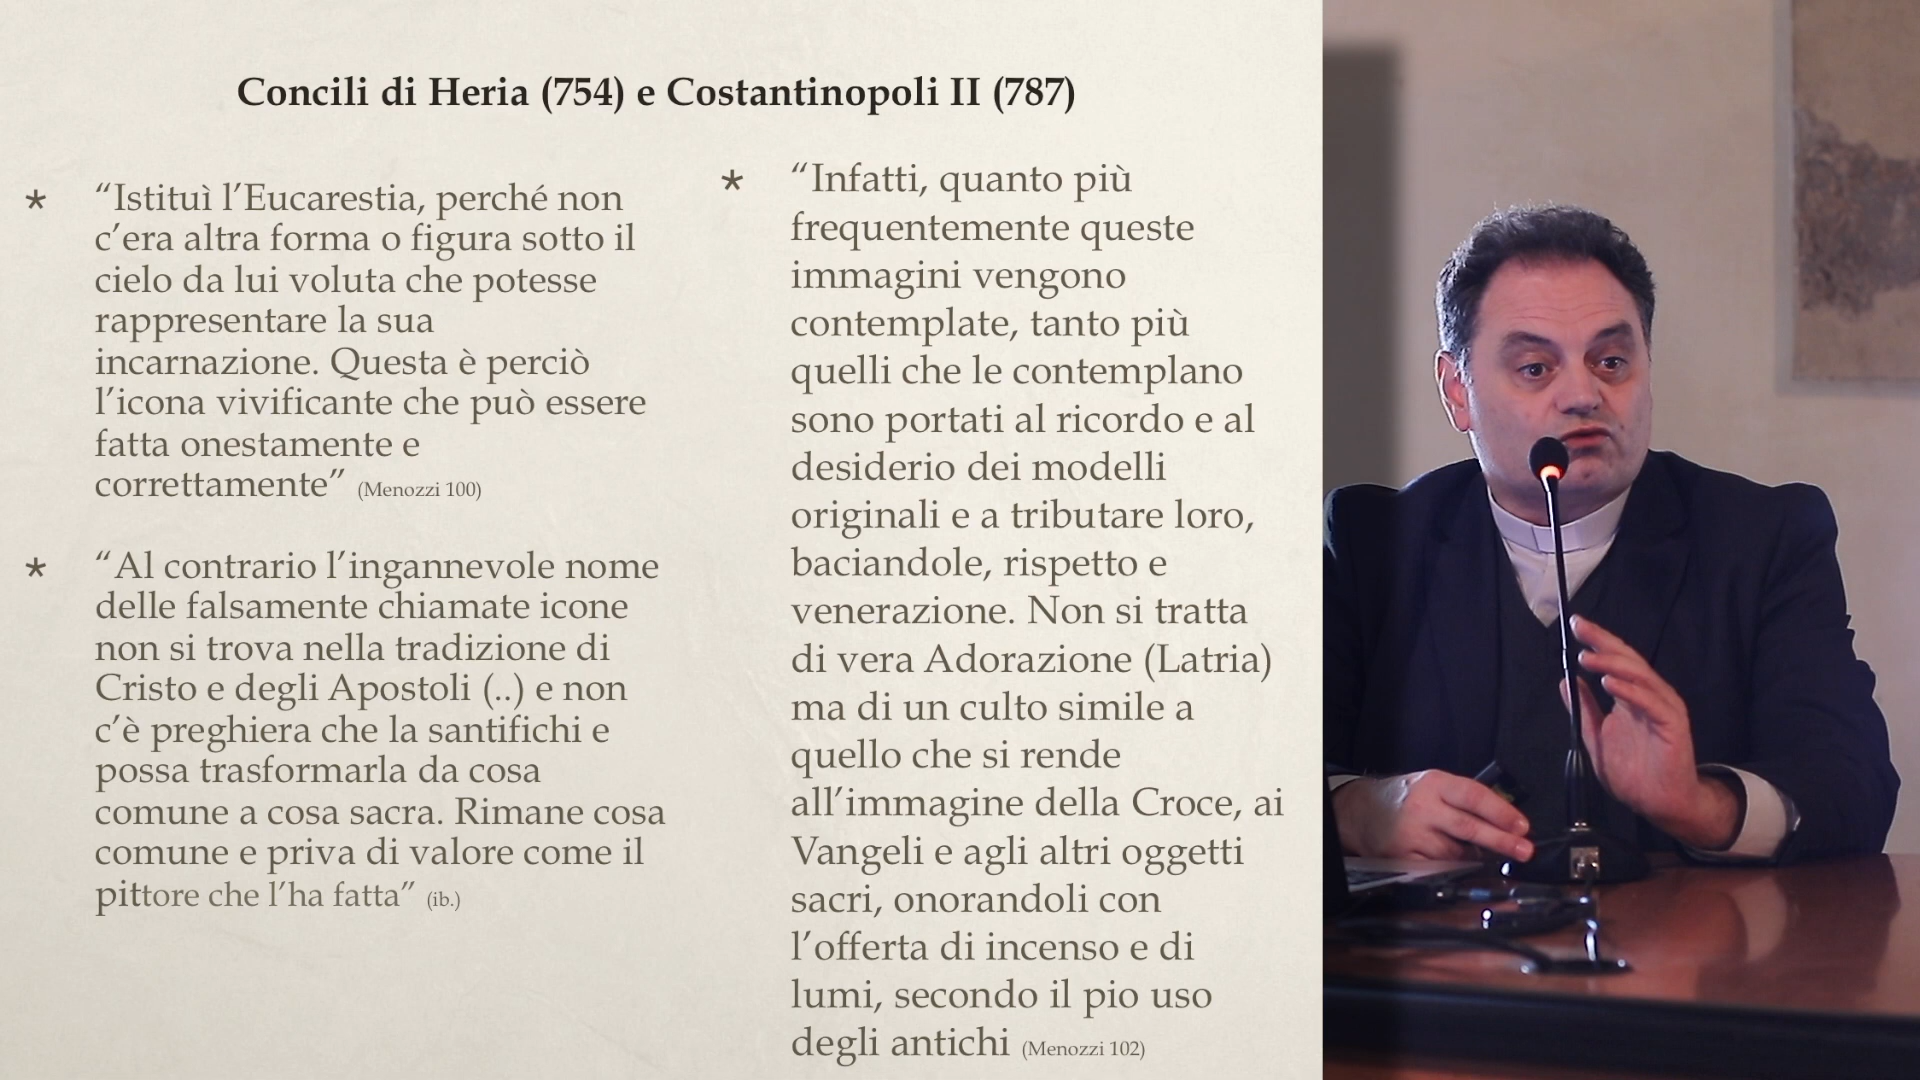 Concili di Heria (754) e Costantinopoli II (787)
* “Istituì l’Eucarestia, perché non
c’era altra forma o figura sotto il
cielo da lui voluta che potesse
rappresentare la sua
incarnazione. Questa è perciò
l’icona vivificante che può essere
fatta onestamente e
correttamente” (Menozzi 100)
* “Al contrario l’ingannevole nome
delle falsamente chiamate icone
non si trova nella tradizione di
Cristo e degli Apostoli (..) e non
c’è preghiera che la santifichi e
possa trasformarla da cosa
comune a cosa sacra. Rimane cosa
comune e priva di valore come il
pittore che l’ha fatta” (ib.)
* “Infatti, quanto più
frequentemente queste
immagini vengono
contemplate, tanto più
quelli che le contemplano
sono portati al ricordo e al
desiderio dei modelli
originali e a tributare loro,
baciandole, rispetto e
venerazione. Non si tratta
di vera Adorazione (Latria)
ma di un culto simile a
quello che si rende
all’immagine della Croce, ai
Vangeli e agli altri oggetti
sacri, onorandoli con
l’offerta di incenso e di
lumi, secondo il pio uso
degli antichi (Menozzi 102)